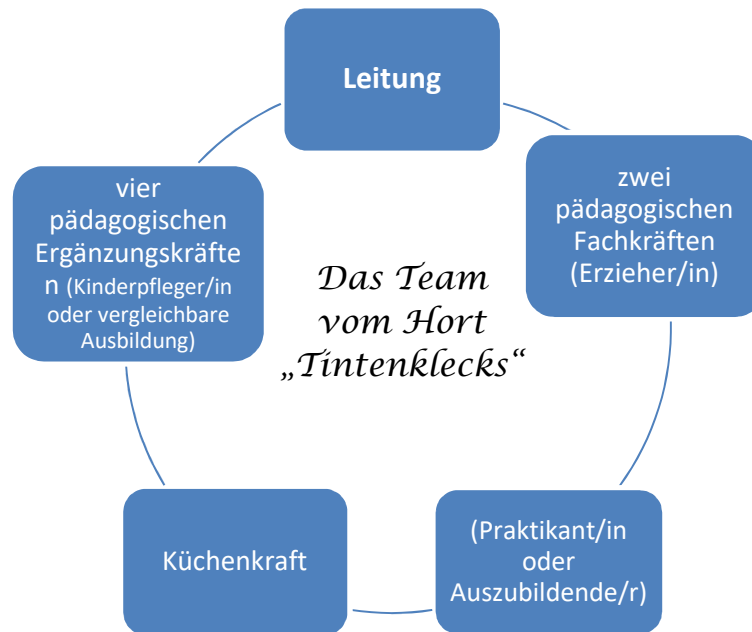 Leitung
zwei
pädagogischen
Fachkräften
(Erzieher/in)
(Praktikant/in
oder
Auszubildende/r)
Küchenkraft
vier
pädagogischen
Ergänzungskräfte
n (Kinderpfleger/in
oder vergleichbare
Ausbildung)
Das Team
vom Hort
„Tintenklecks“